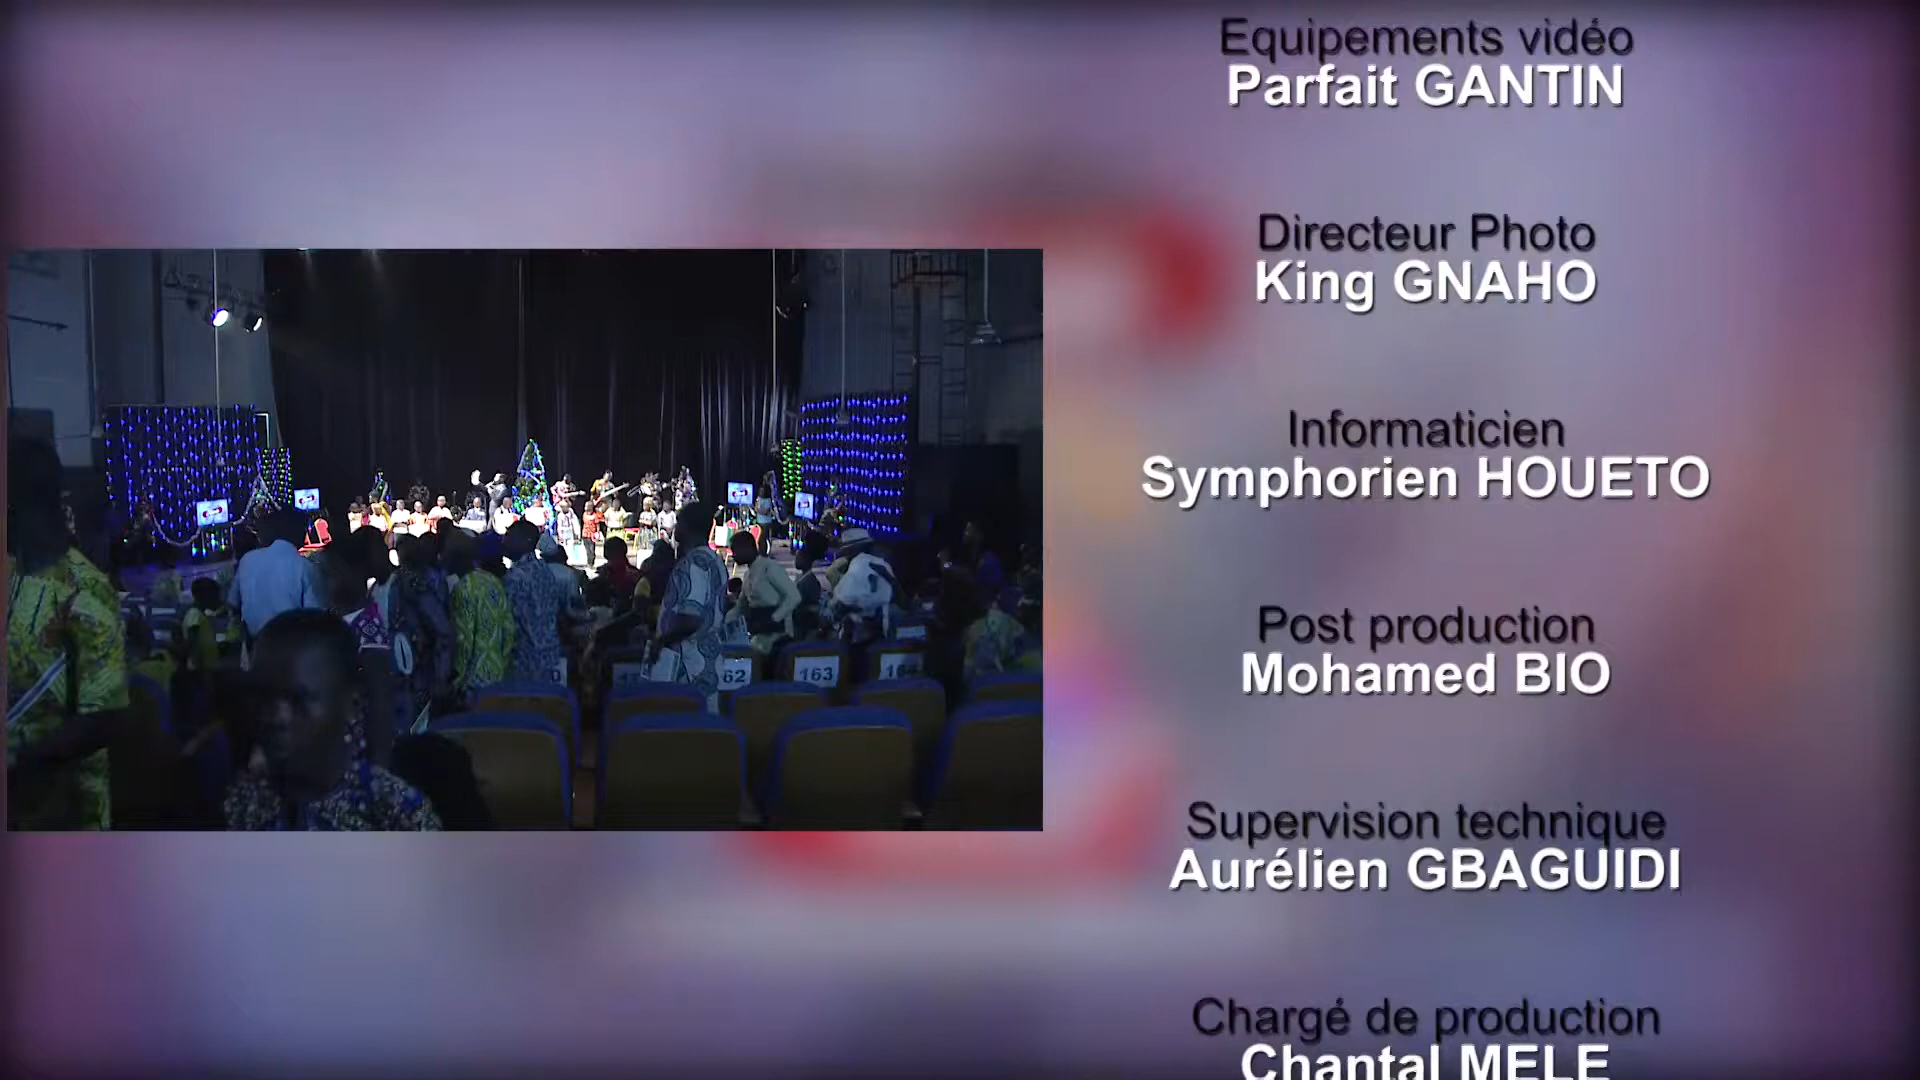 Equipements vidéo
Parfait GANTIN
Directeur Photo
King GNAHO
Informaticien
Symphorien HOUETO
Post production
Mohamed BIO
Supervision technique
Aurélien GBAGUIDI
Chargé de production
Chantal MELE
163